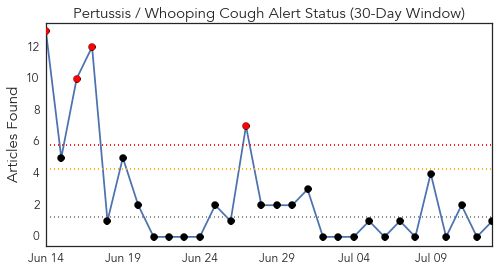 Pertussis / Whooping Cough Alert Status (30-Day Window)
Articles Found
12
10
8
6
4
2
0
Jun 14 Jun 19 Jun 24 Jun 29 Jul 04 Jul 09